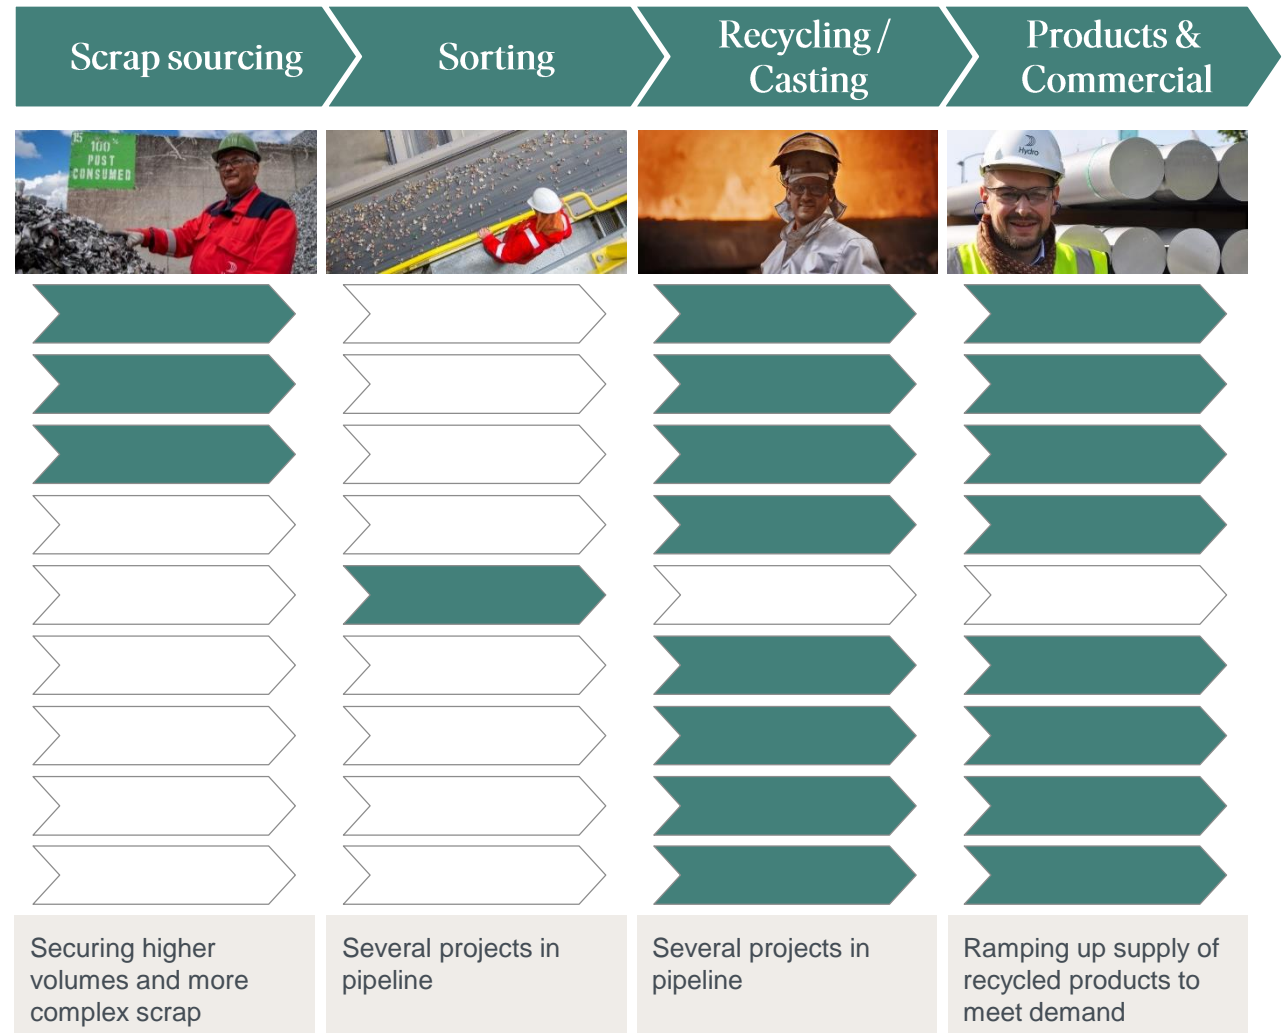 Scrap sourcing
Sorting
Recycling /
Casting
Products &
Commercial
100
POST
CONSUMED
Hydro
Securing higher
volumes and more
complex scrap
Several projects in
pipeline
Several projects in
pipeline
Ramping up supply of
recycled products to
meet demand